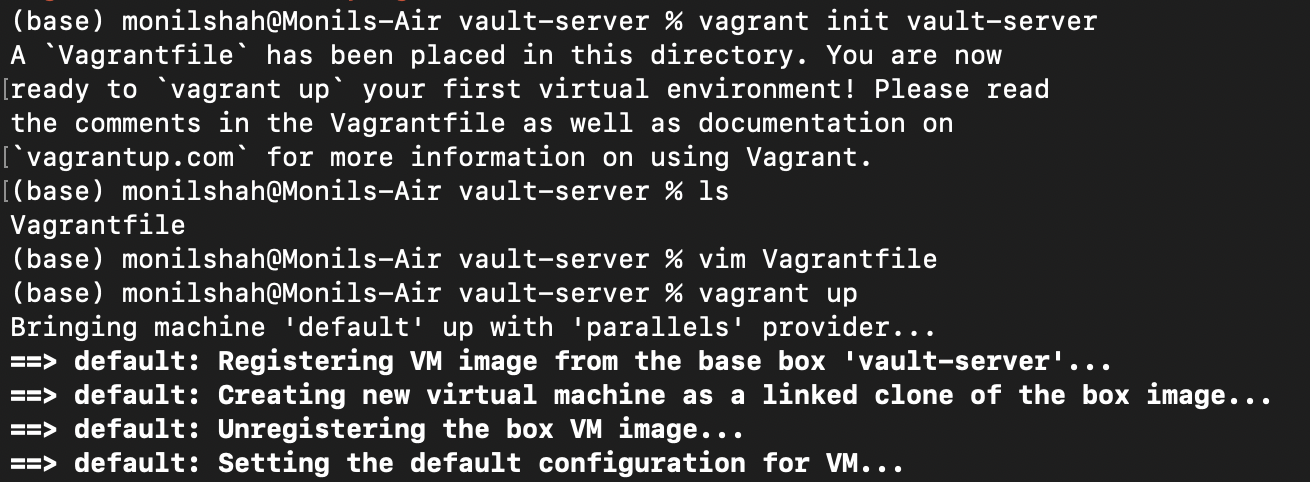 (base) monilshah@Monils-Air vault-server % vagrant init vault-server
A `Vagrantfile` has been placed in this directory. You are now
[ready to `vagrant up` your first virtual environment! Please read
the comments in the Vagrantfile as well as documentation on
[`vagrantup.com` for more information on using Vagrant.
[(base) monilshah@Monils-Air vault-server % ls
Vagrantfile
(base) monilshah@Monils-Air vault-server % vim Vagrantfile
(base) monilshah@Monils-Air vault-server % vagrant up
Bringing machine 'default' up with 'parallels' provider...
==> default: Registering VM image from the base box 'vault-server'...
==> default: Creating new virtual machine as a linked clone of the box image...
==> default: Unregistering the box VM image...
==> default: Setting the default configuration for VM...